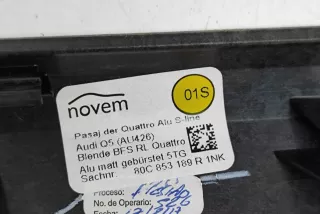 novem
01S
Pasaj der Quattro Alu S-line
Audi Q5 (AU426)
Blende BFS RL Quattro
Alu matt gebürstet 5TG
Sachnr. 80C 853 189 R 1NK
Proceso:
No. de Operario:
Fecha: